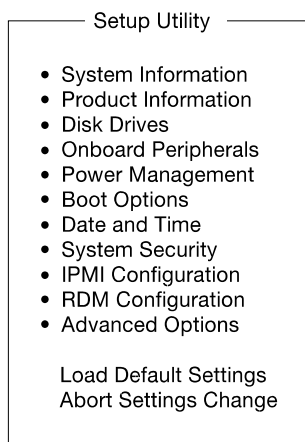 Setup Utility
• System Information
• Product Information
• Disk Drives
• Onboard Peripherals
• Power Management
• Boot Options
• Date and Time
• System Security
• IPMI Configuration
• RDM Configuration
• Advanced Options
Load Default Settings
Abort Settings Change